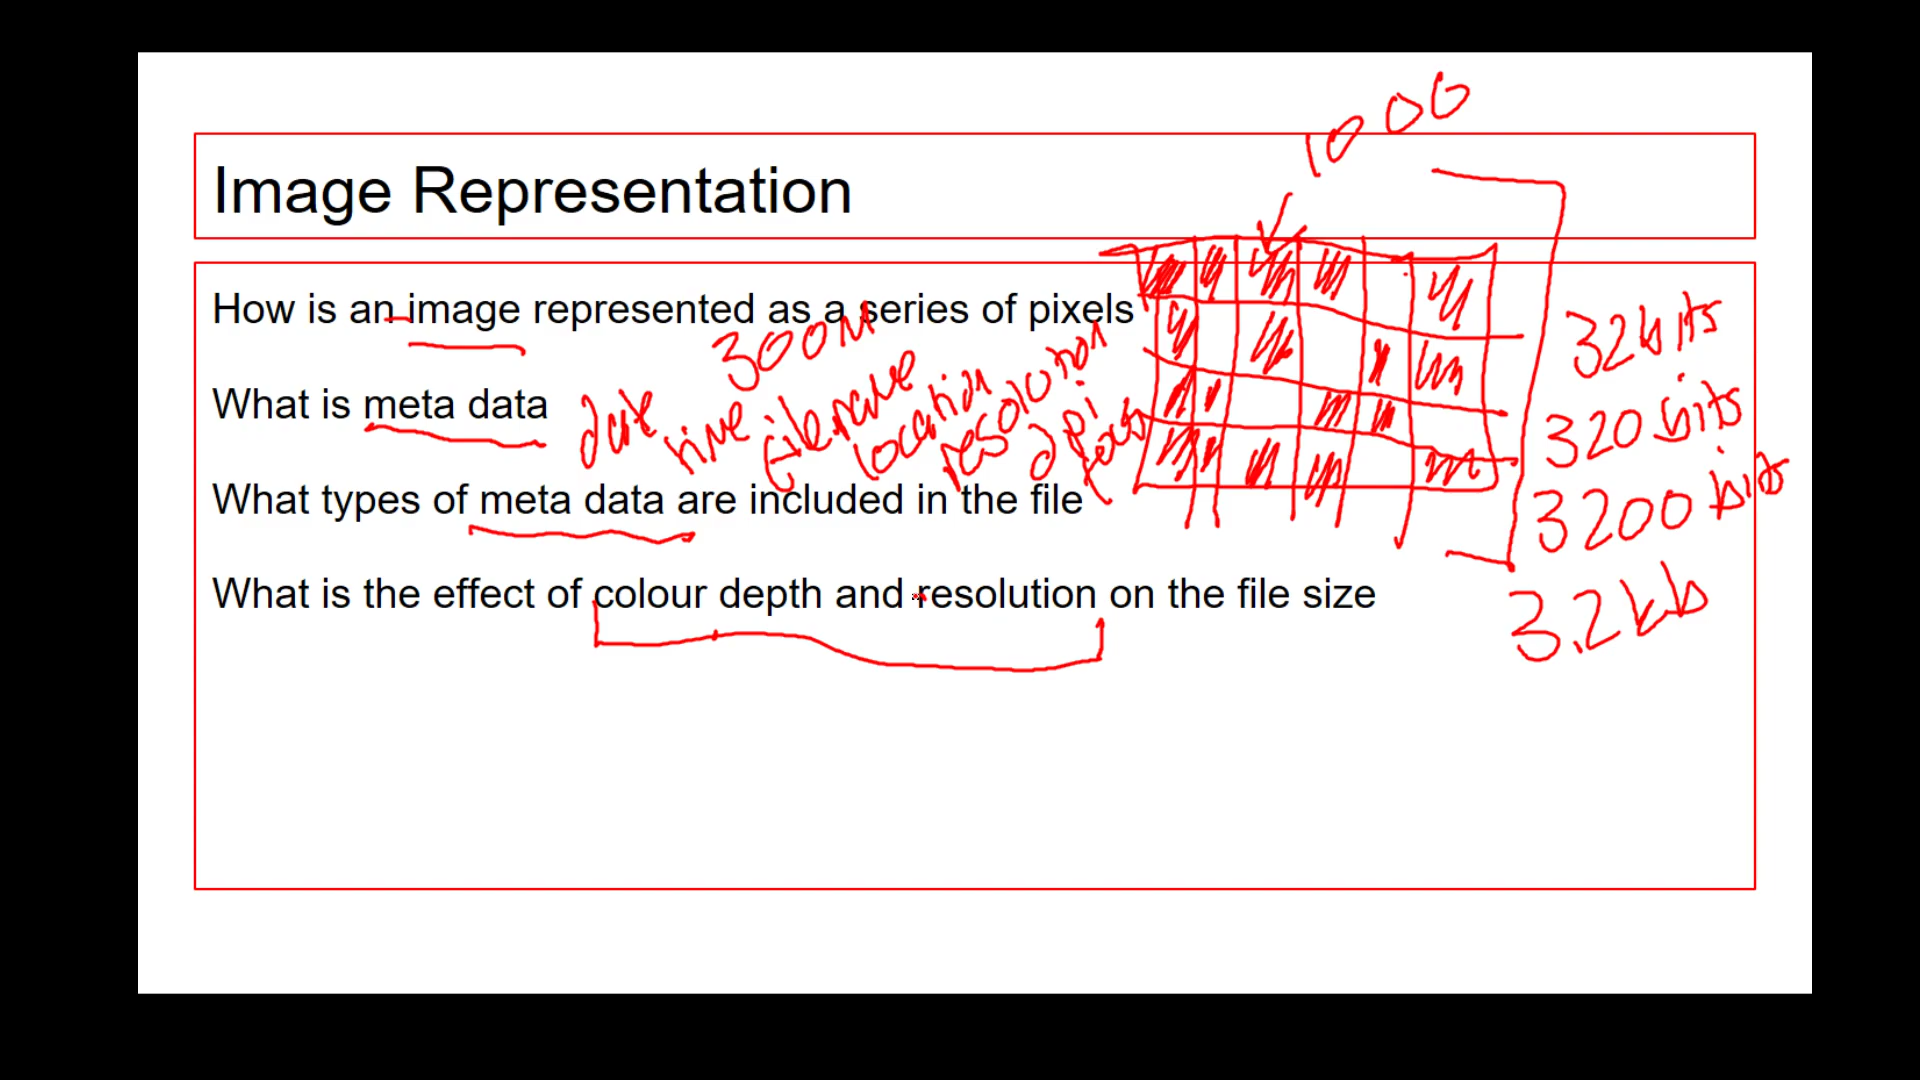 1000
Image Representation
How is an image represented as a series of pixels
32 bits
300M
What is meta data
date time filename location resolution dpi
320 bits
What types of meta data are included in the file
3200 bits
What is the effect of colour depth and resolution on the file size
3.2 kb